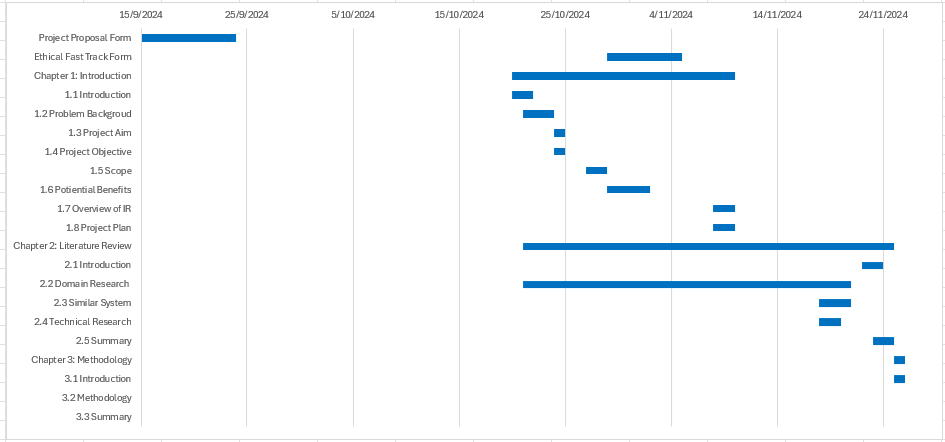 15/9/2024 25/9/2024 5/10/2024 15/10/2024 25/10/2024 4/11/2024 14/11/2024 24/11/2024
Project Proposal Form
Ethical Fast Track Form
Chapter 1: Introduction
1.1 Introduction
1.2 Problem Backgroud
1.3 Project Aim
1.4 Project Objective
1.5 Scope
1.6 Potiential Benefits
1.7 Overview of IR
1.8 Project Plan
Chapter 2: Literature Review
2.1 Introduction
2.2 Domain Research
2.3 Similar System
2.4 Technical Research
2.5 Summary
Chapter 3: Methodology
3.1 Introduction
3.2 Methodology
3.3 Summary